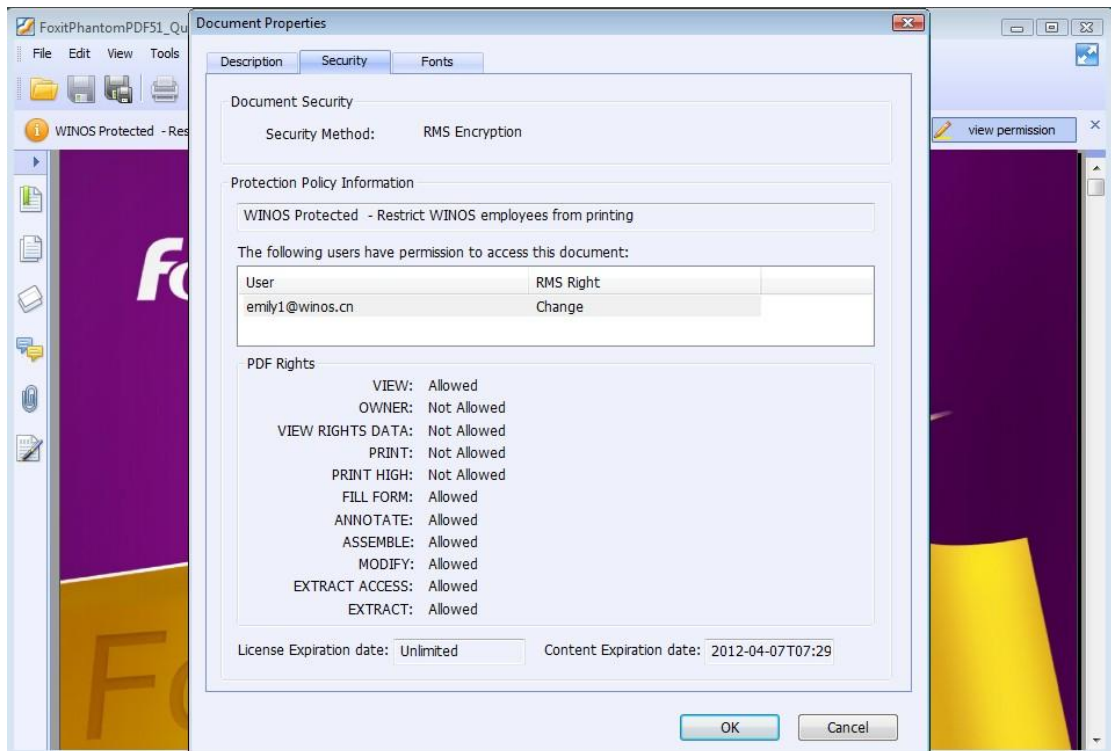 FoxitPhantomPDF51_Qu
Document Properties
File Edit View Tools
Description Security Fonts
Document Security
Security Method: RMS Encryption
WINOS Protected - Res
view permission
Protection Policy Information
WINOS Protected - Restrict WINOS employees from printing
The following users have permission to access this document:
User RMS Right
emily1@winos.cn Change
PDF Rights
VIEW: Allowed
OWNER: Not Allowed
VIEW RIGHTS DATA: Not Allowed
PRINT: Not Allowed
PRINT HIGH: Not Allowed
FILL FORM: Allowed
ANNOTATE: Allowed
ASSEMBLE: Allowed
MODIFY: Allowed
EXTRACT ACCESS: Allowed
EXTRACT: Allowed
License Expiration date: Unlimited Content Expiration date: 2012-04-07T07:29
OK Cancel
Fo
Fo